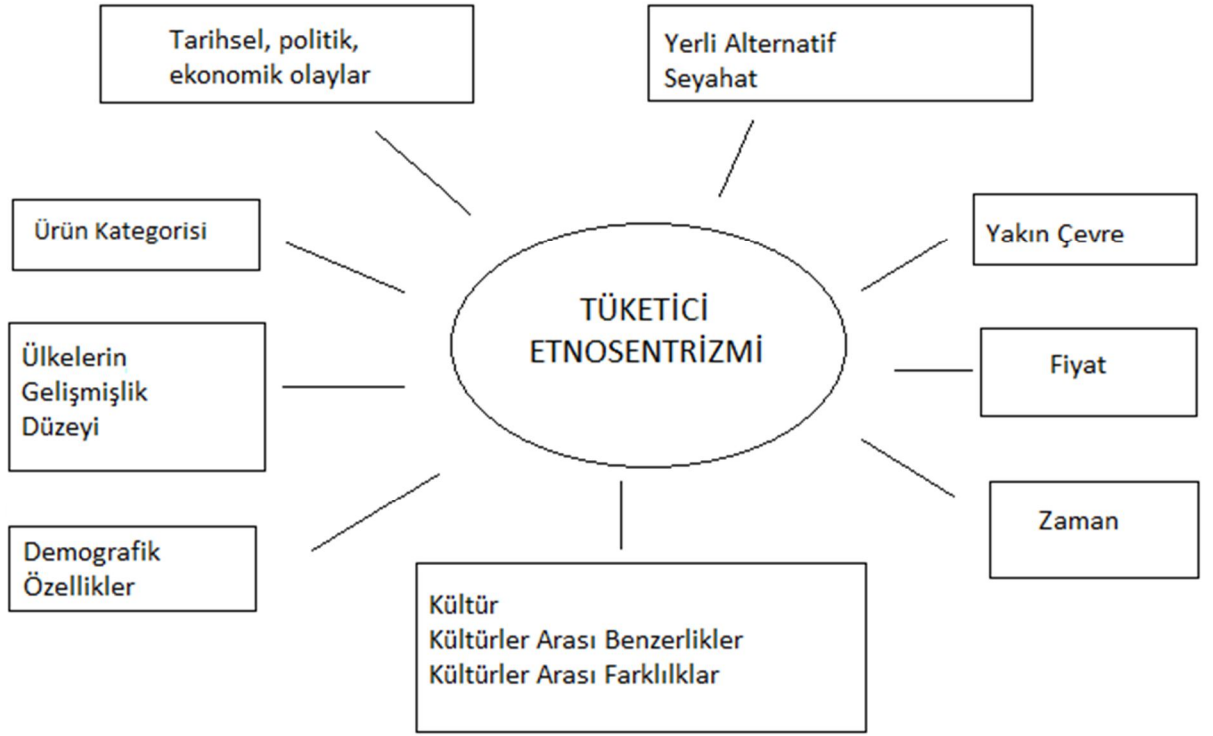 Tarihsel, politik,
ekonomik olaylar
Yerli Alternatif
Seyahat
Ürün Kategorisi
Yakın Çevre
TÜKETİCİ
ETNOSENTRİZMİ
Ülkelerin
Gelişmişlik
Düzeyi
Fiyat
Zaman
Demografik
Özellikler
Kültür
Kültürler Arası Benzerlikler
Kültürler Arası Farklılklar